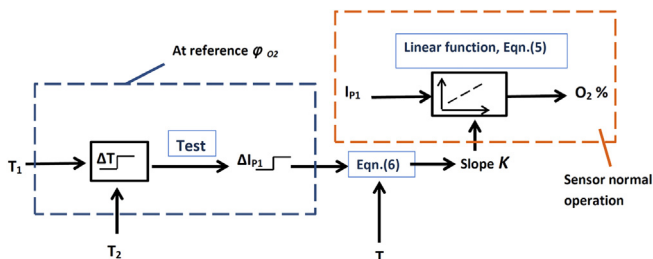 At reference φ O2
Linear function, Eqn.(5)
IP1
O2 %
T1
ΔT
Test
ΔIP1
Eqn.(6)
Slope K
Sensor normal
operation
T2
T